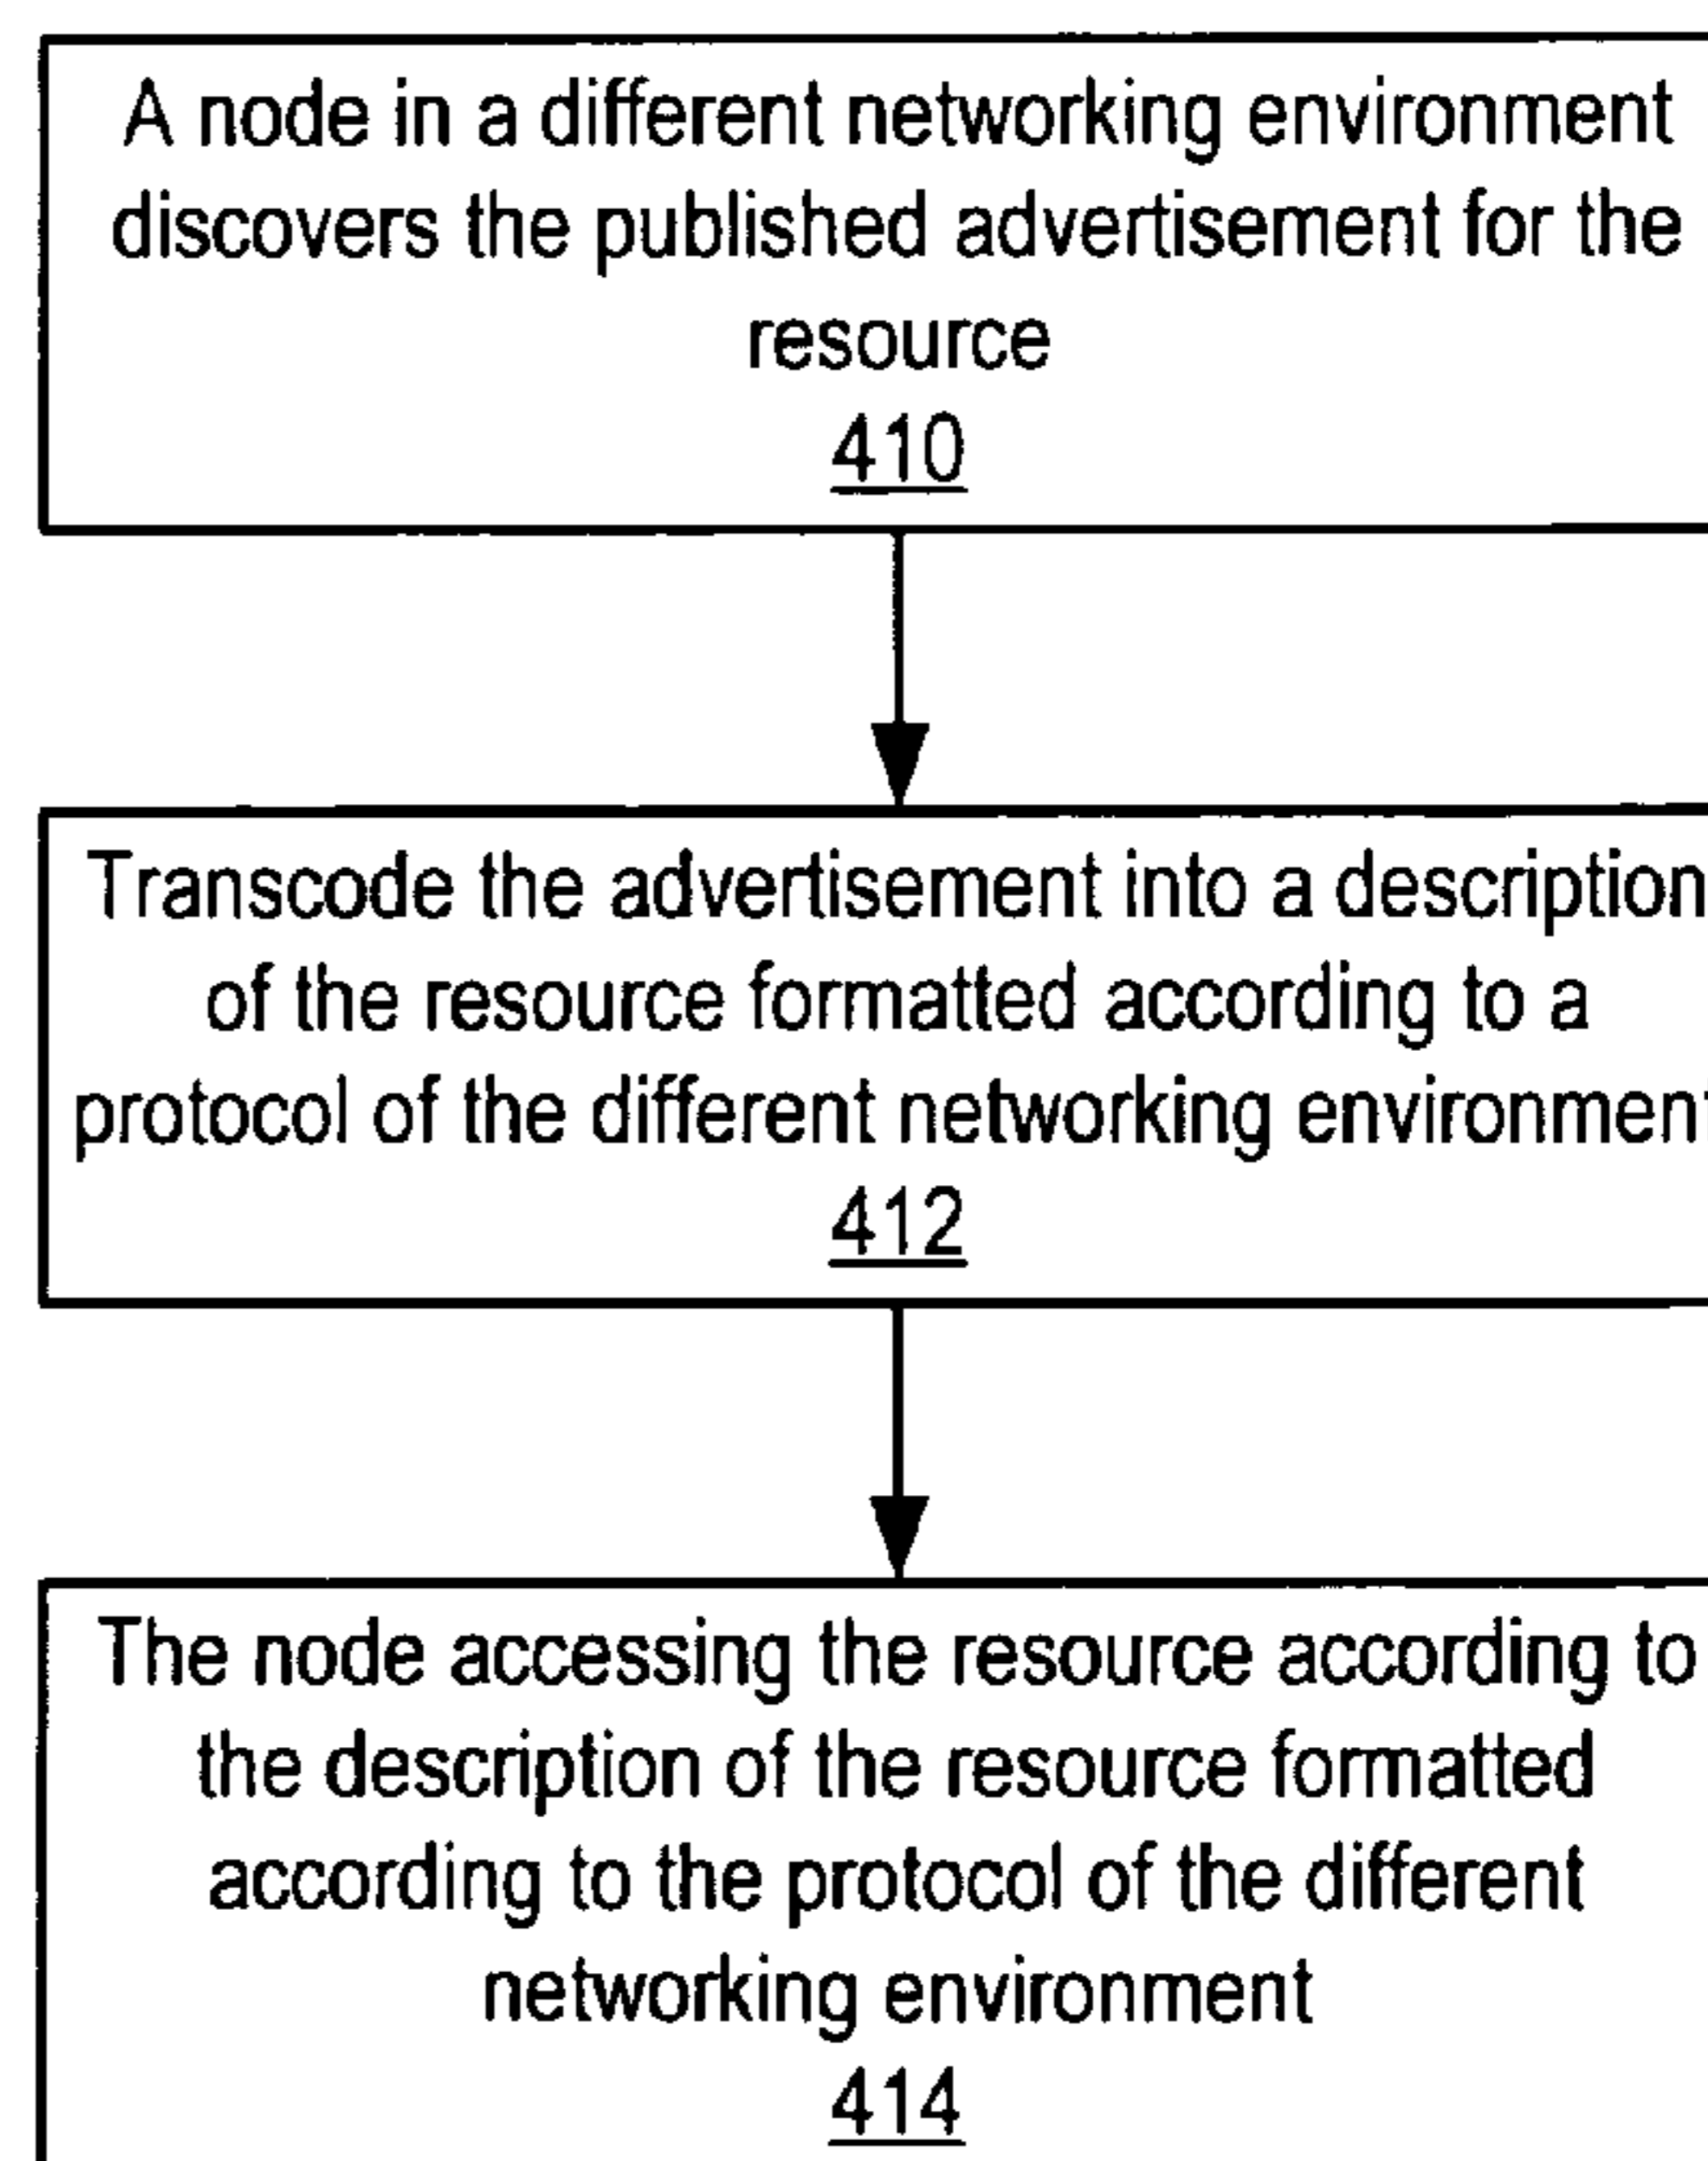 A node in a different networking environment
discovers the published advertisement for the
resource
410
Transcode the advertisement into a description
of the resource formatted according to a
protocol of the different networking environment
412
The node accessing the resource according to
the description of the resource formatted
according to the protocol of the different
networking environment
414